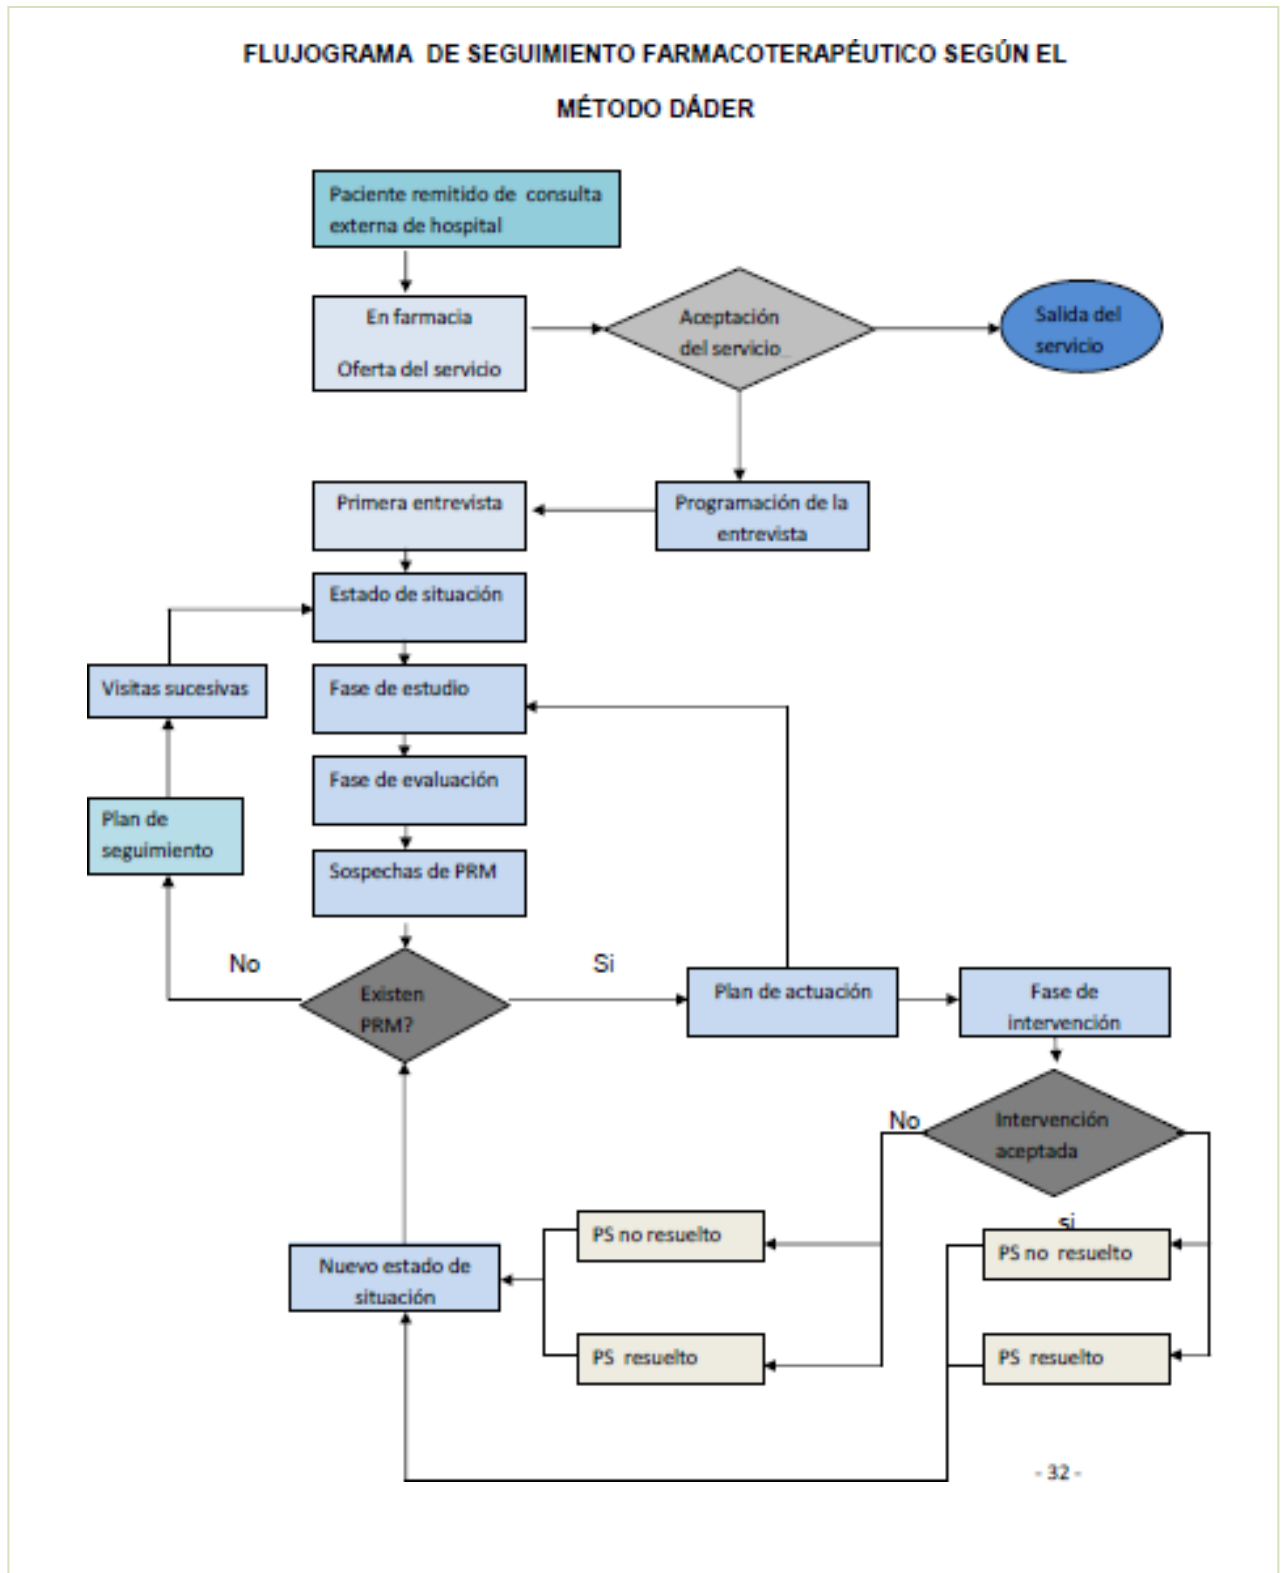 FLUJOGRAMA DE SEGUIMIENTO FARMACOTERAPÉUTICO SEGÚN EL
MÉTODO DÁDER
Paciente remitido de consulta
externa de hospital
En farmacia
Oferta del servicio
Aceptación
del servicio
Salida del
servicio
Primera entrevista
Programación de la
entrevista
Estado de situación
Visitas sucesivas
Fase de estudio
Fase de evaluación
Plan de
seguimiento
Sospechas de PRM
No
Si
Existen
PRM?
Plan de actuación
Fase de
intervención
No
Intervención
aceptada
si
PS no resuelto
PS no resuelto
Nuevo estado de
situación
PS resuelto
PS resuelto
- 32 -